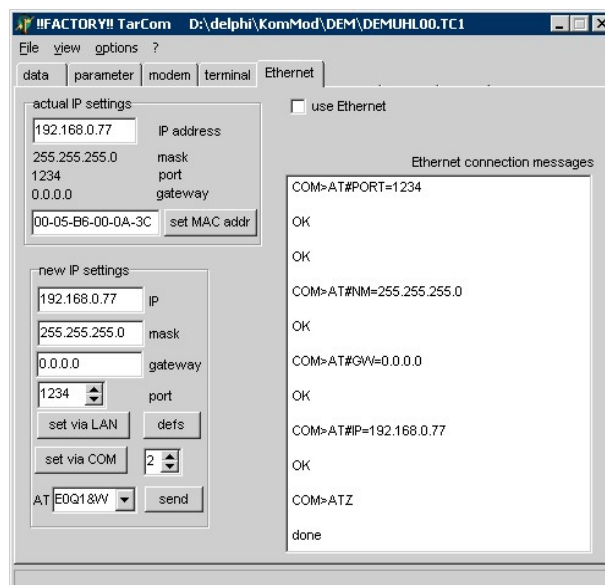 !!FACTORY!! TarCom D:\delphi\KomMod\DEM\DEMUHL00.TC1
File view options ?
data parameter modem terminal Ethernet
actual IP settings
192.168.0.77 IP address
255.255.255.0 mask
1234 port
0.0.0.0 gateway
00-05-B6-00-0A-3C set MAC addr
new IP settings
192.168.0.77 IP
255.255.255.0 mask
0.0.0.0 gateway
1234 port
set via LAN defs
set via COM 2
AT E0Q1&W send
use Ethernet
Ethernet connection messages
COM>AT#PORT=1234
OK
OK
COM>AT#NM=255.255.255.0
OK
COM>AT#GW=0.0.0.0
OK
COM>AT#IP=192.168.0.77
OK
COM>ATZ
done